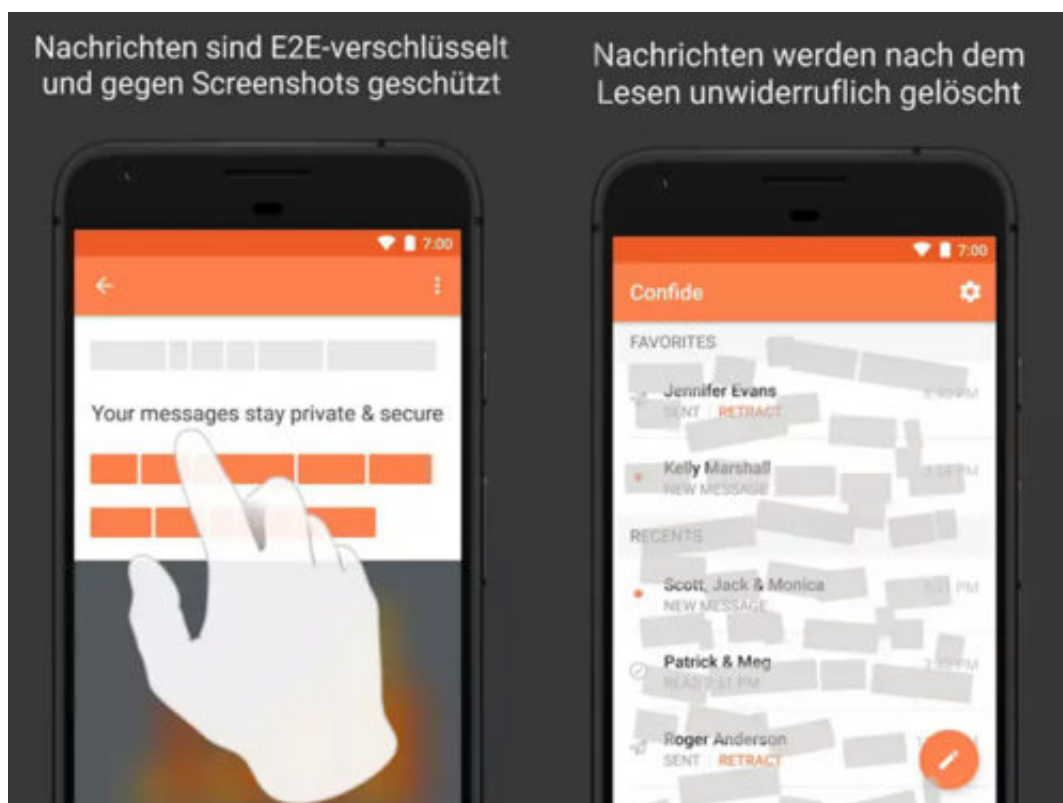 Nachrichten sind E2E-verschlüsselt
und gegen Screenshots geschützt
7:00
Your messages stay private & secure
Nachrichten werden nach dem
Lesen unwiderruflich gelöscht
7:00
Confide
FAVORITES
Jennifer Evans
SENT RETRACT
Kelly Marshall
NEW MESSAGE
RECENTS
Scott, Jack & Monica
NEW MESSAGE
Patrick & Meg
Roger Anderson
SENT RETRACT